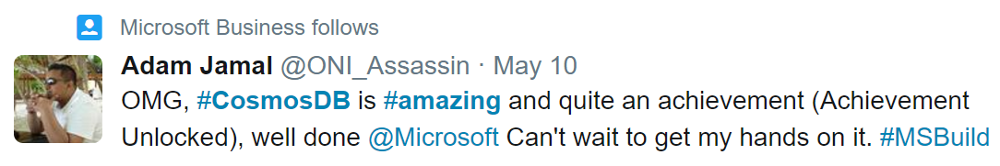 Microsoft Business follows
Adam Jamal @ONI_Assassin · May 10
OMG, #CosmosDB is #amazing and quite an achievement (Achievement
Unlocked), well done @Microsoft Can't wait to get my hands on it. #MSBuild